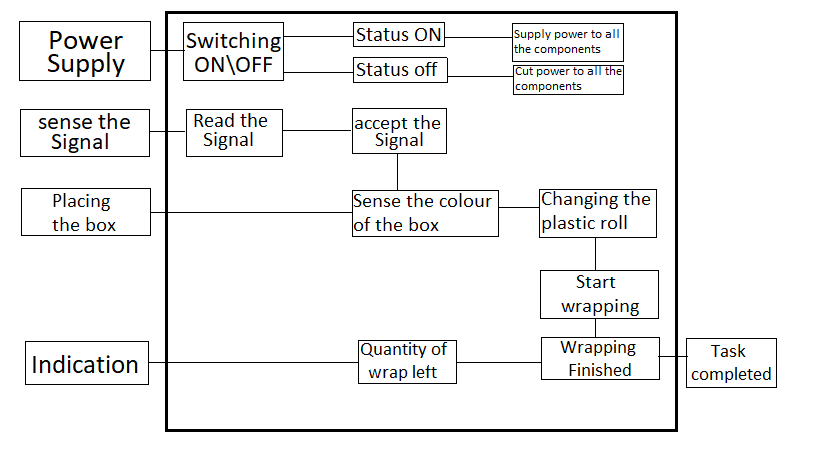 Power
Supply
Switching
ON\OFF
Status ON
Supply power to all
the components
Status off
Cut power to all the
components
sense the
Signal
Read the
Signal
accept the
Signal
Placing
the box
Sense the colour
of the box
Changing the
plastic roll
Start
wrapping
Indication
Quantity of
wrap left
Wrapping
Finished
Task
completed